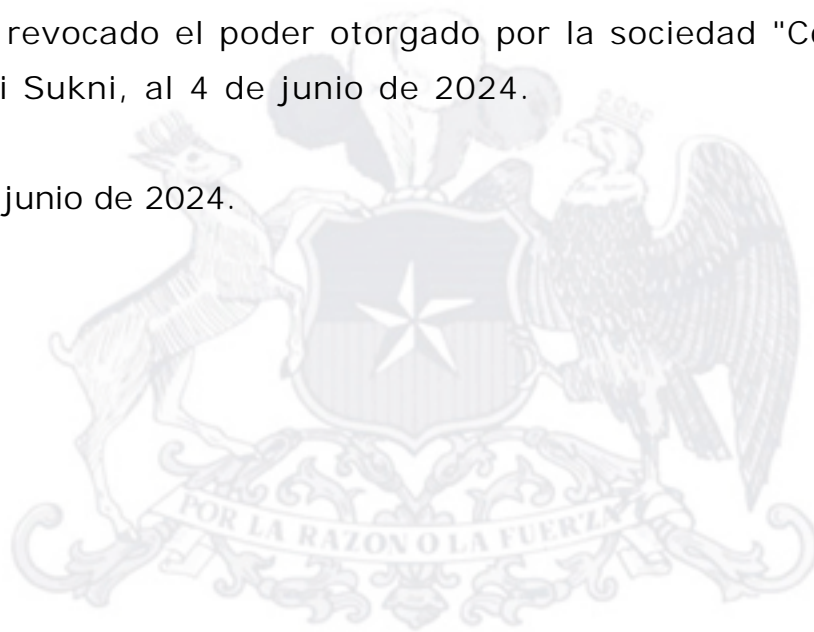 revocado el poder otorgado por la sociedad "Co
i Sukni, al 4 de junio de 2024.
junio de 2024.
POR LA RAZON O LA FUERZA